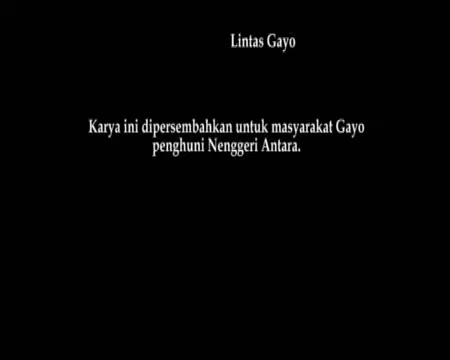 Lintas Gayo
Karya ini dipersembahkan untuk masyarakat Gayo
penghuni Nenggeri Antara.